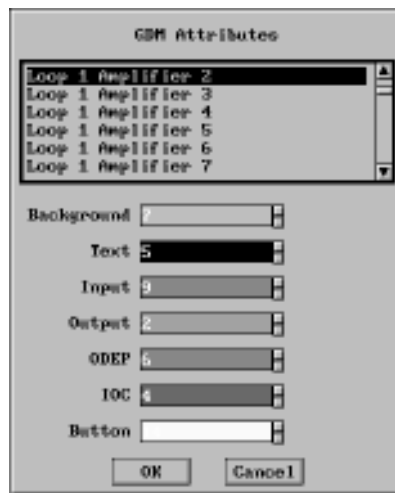 GDM Attributes
Loop 1 Amplifier 2
Loop 1 Amplifier 3
Loop 1 Amplifier 4
Loop 1 Amplifier 5
Loop 1 Amplifier 6
Loop 1 Amplifier 7
Background 7
Text 5
Input 9
Output 2
ODEP 6
IOC 4
Button
OK Cancel